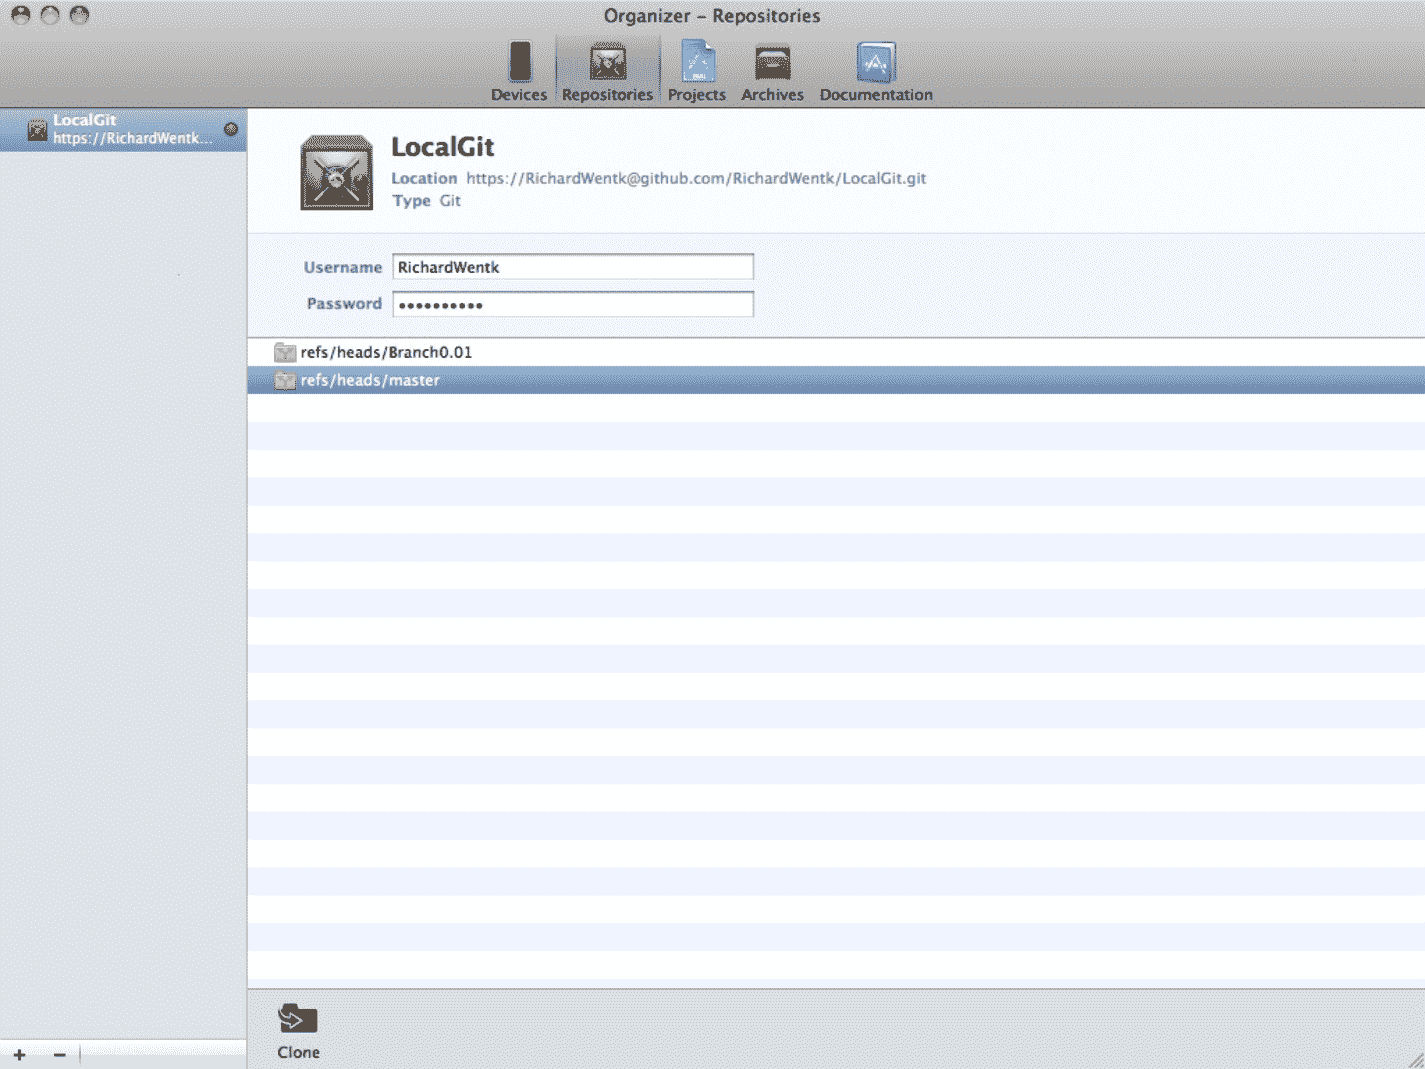 Organizer – Repositories
Devices
Repositories
Projects
Archives
Documentation
LocalGit
https://RichardWentk...
LocalGit
Location https://RichardWentk@github.com/RichardWentk/LocalGit.git
Type Git
Username RichardWentk
Password ••••••••••
refs/heads/Branch0.01
refs/heads/master
Clone